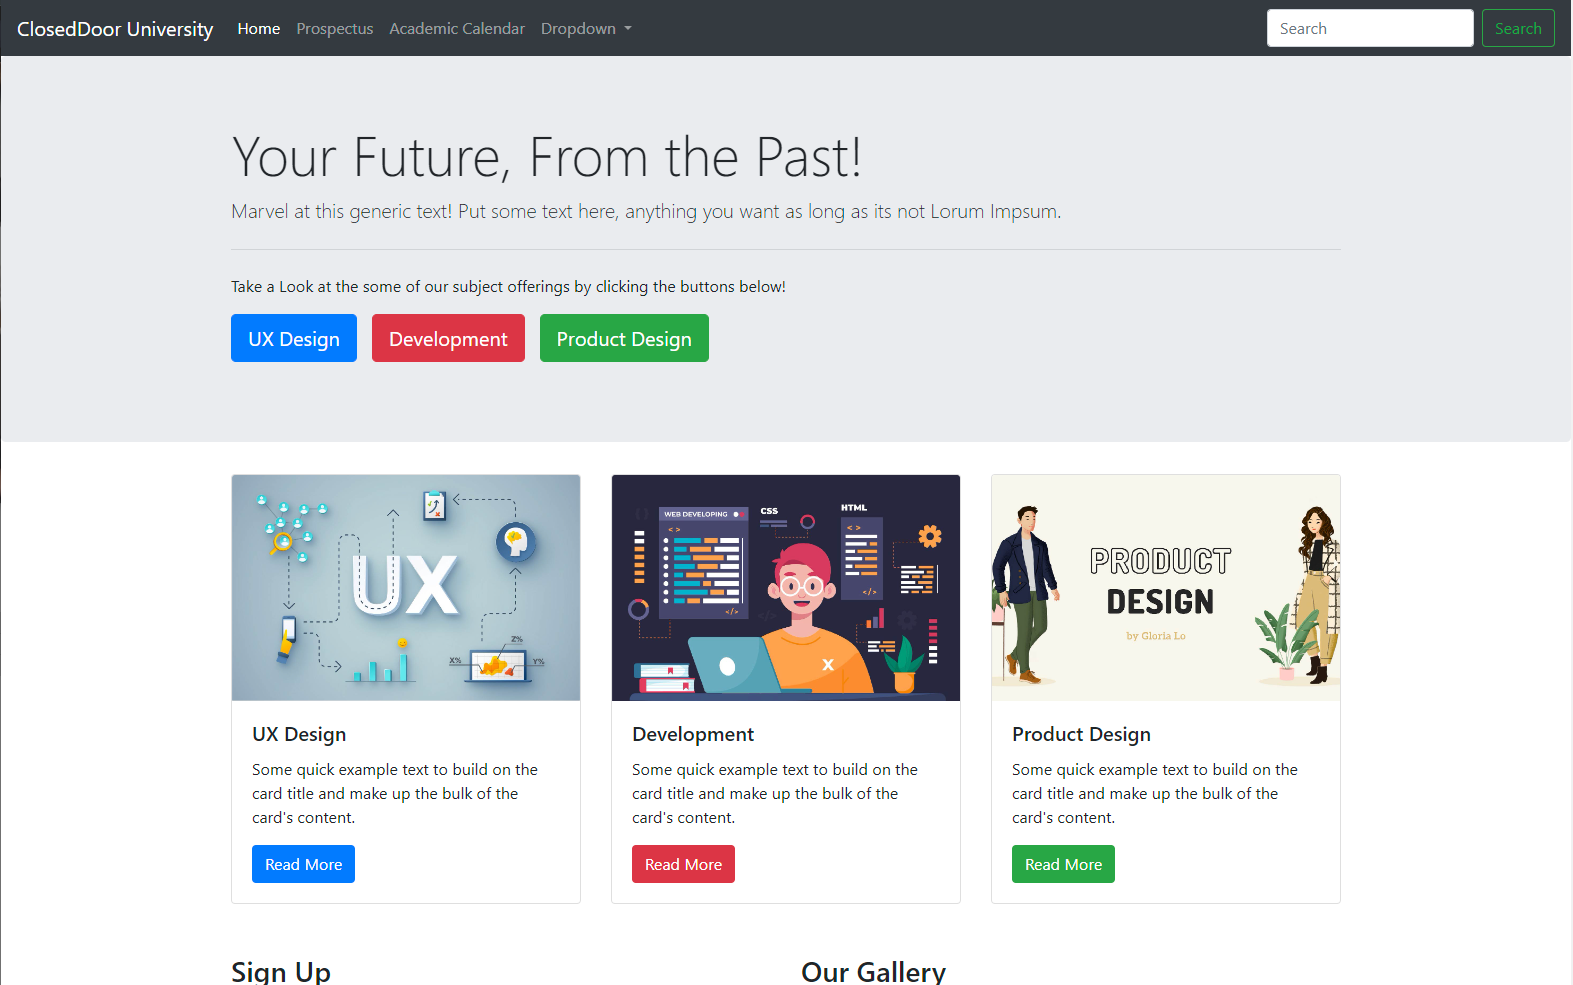 ClosedDoor University Home Prospectus Academic Calendar Dropdown Search Search
Your Future, From the Past!
Marvel at this generic text! Put some text here, anything you want as long as its not Lorum Impsum.
Take a Look at the some of our subject offerings by clicking the buttons below!
UX Design Development Product Design
UX
X%
Z%
Y%
WEB DEVELOPING
CSS
HTML
< >
< >
</>
</>
</>
X
PRODUCT
DESIGN
by Gloria Lo
UX Design
Some quick example text to build on the
card title and make up the bulk of the
card's content.
Read More
Development
Some quick example text to build on the
card title and make up the bulk of the
card's content.
Read More
Product Design
Some quick example text to build on the
card title and make up the bulk of the
card's content.
Read More
Sign Up
Our Gallery